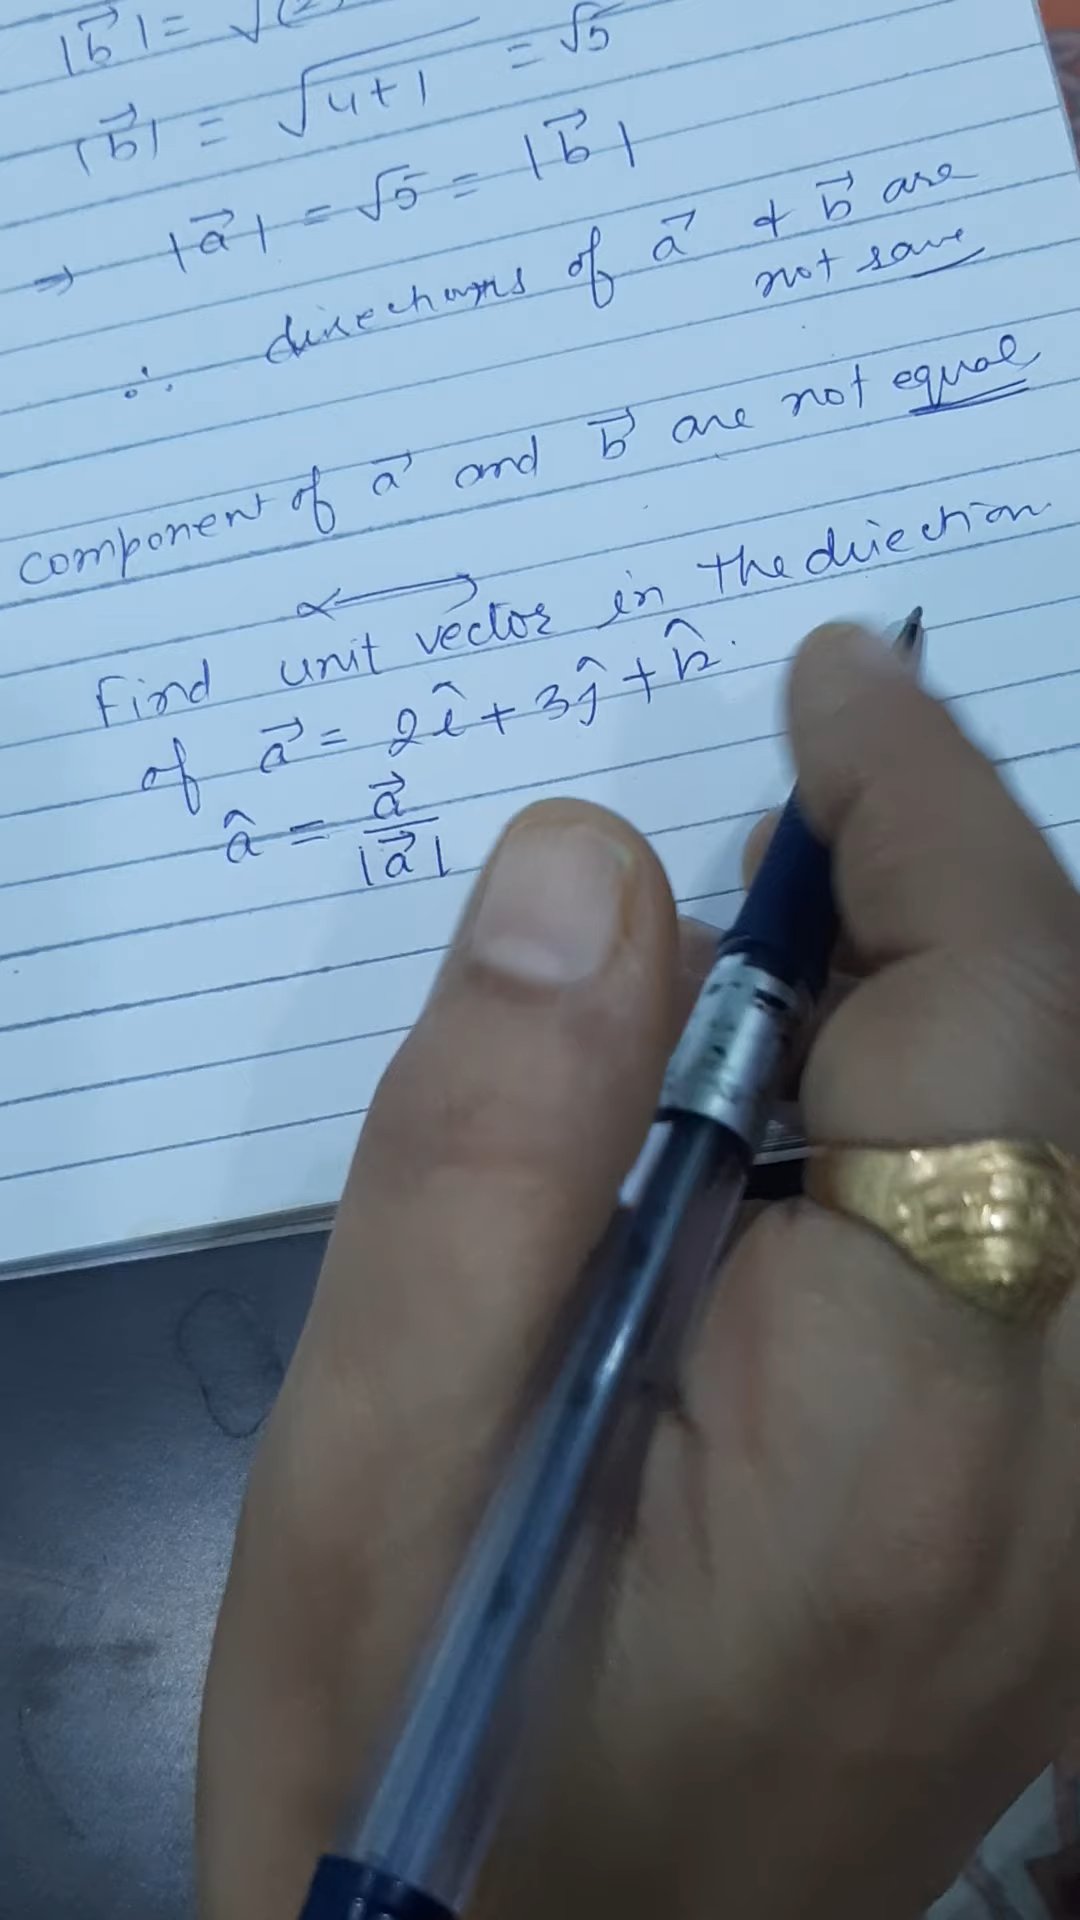 |b⃗| = √(2)
|b⃗| = √4+1 = √5
⇒ |a⃗| = √5 = |b⃗|
∴ directions of a⃗ & b⃗ are
not same
component of a⃗ and b⃗ are not equal
Find unit vector in the direction
of a⃗ = 2î + 3ĵ + k̂.
â = a⃗ / |a⃗|